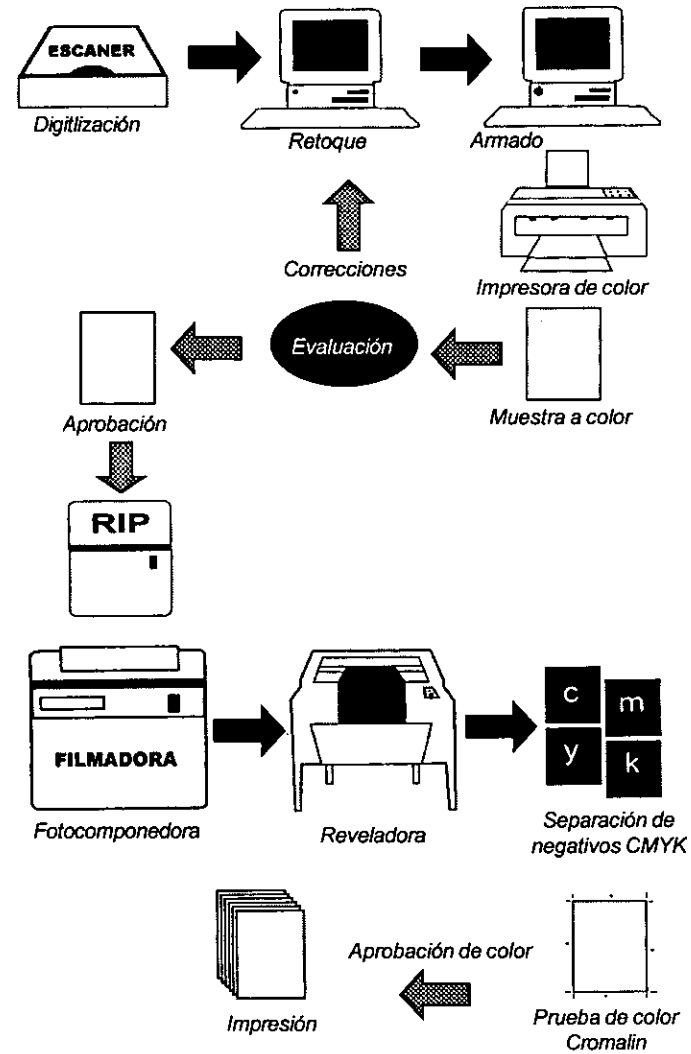 ESCANER
Digitlización
Retoque
Armado
Impresora de color
Correcciones
Evaluación
Aprobación
Muestra a color
RIP
FILMADORA
Fotocomponedora
Reveladora
c m
y k
Separación de
negativos CMYK
Aprobación de color
Impresión
Prueba de color
Cromalin